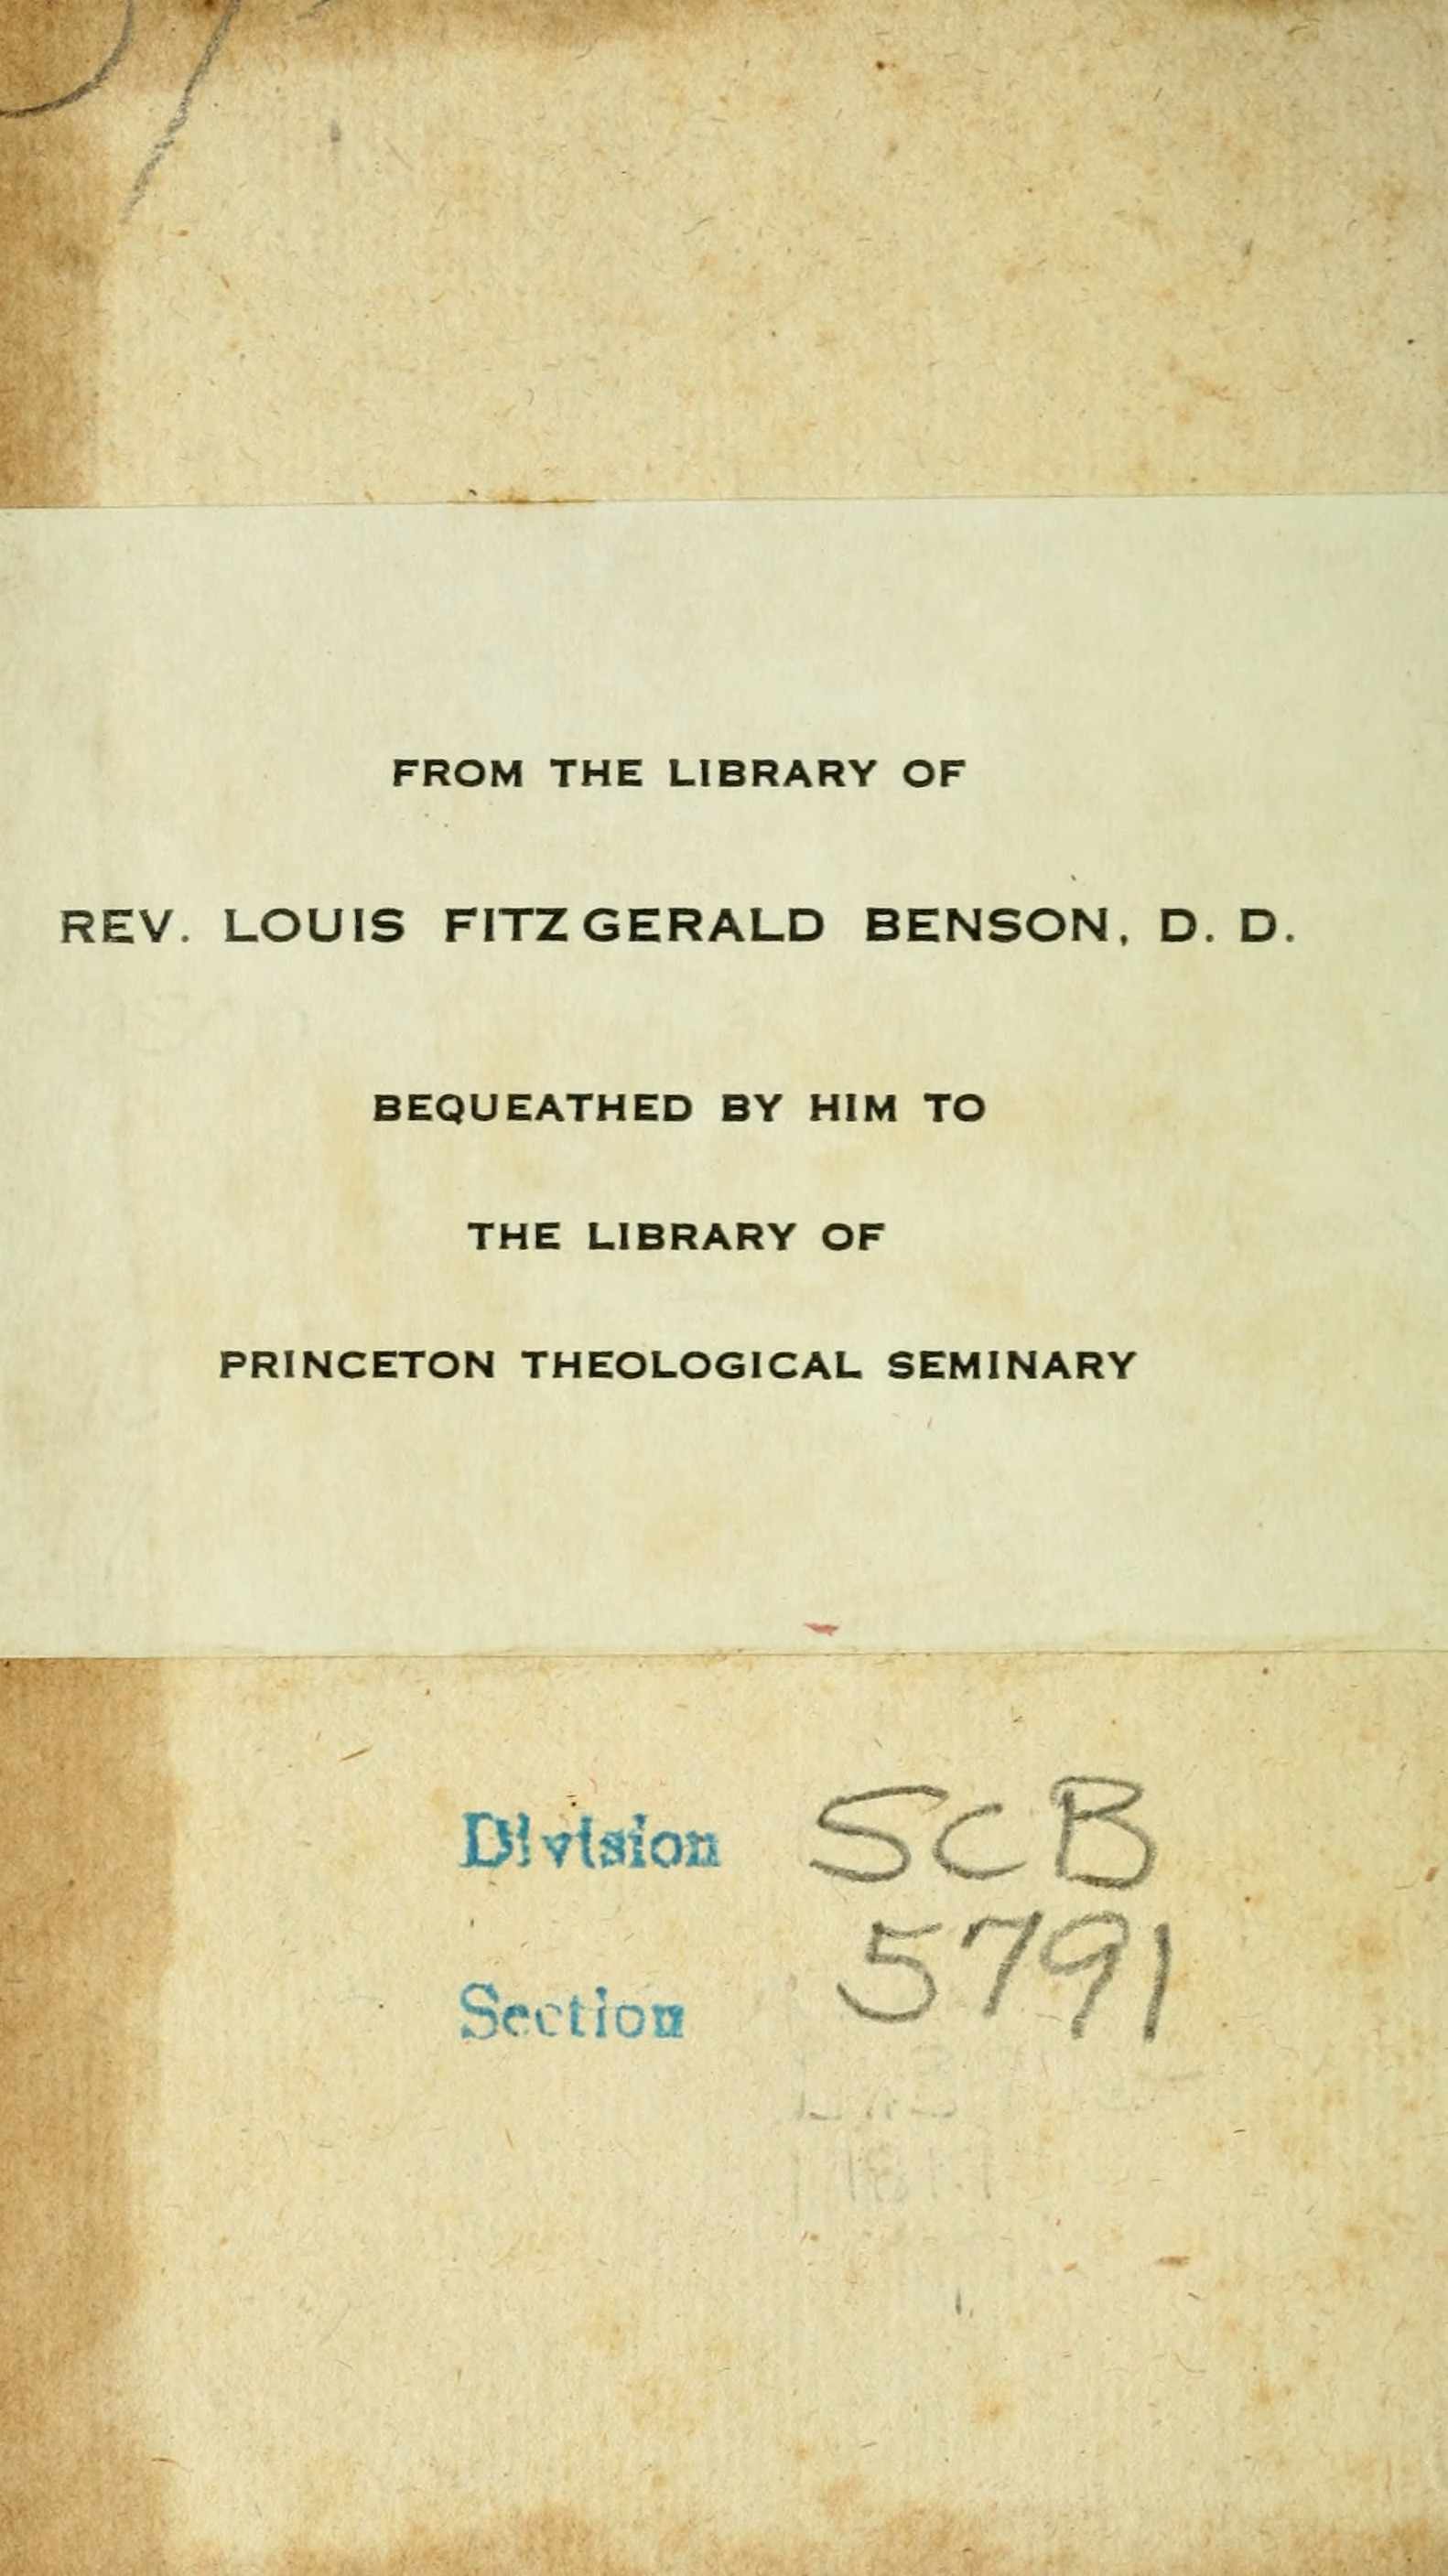 FROM THE LIBRARY OF
REV. LOUIS FITZGERALD BENSON, D. D.
BEQUEATHED BY HIM TO
THE LIBRARY OF
PRINCETON THEOLOGICAL SEMINARY
Division SCB
Section 5791